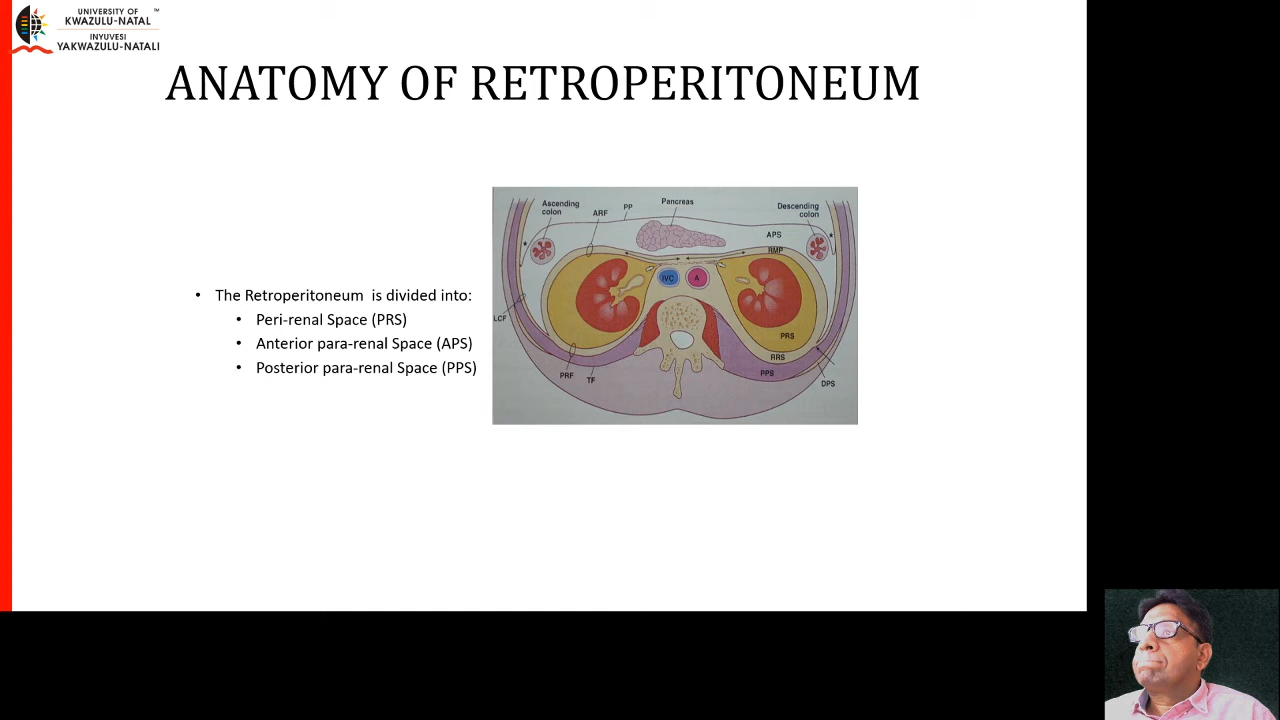 UNIVERSITY OF ™
KWAZULU-NATAL
INYUVESI
YAKWAZULU-NATALI
ANATOMY OF RETROPERITONEUM
• The Retroperitoneum is divided into:
• Peri-renal Space (PRS)
• Anterior para-renal Space (APS)
• Posterior para-renal Space (PPS)
Ascending
colon
ARF
PP
Pancreas
Descending
colon
APS
RMP
IVC
A
LCF
PRS
RRS
PRF
TF
PPS
DPS